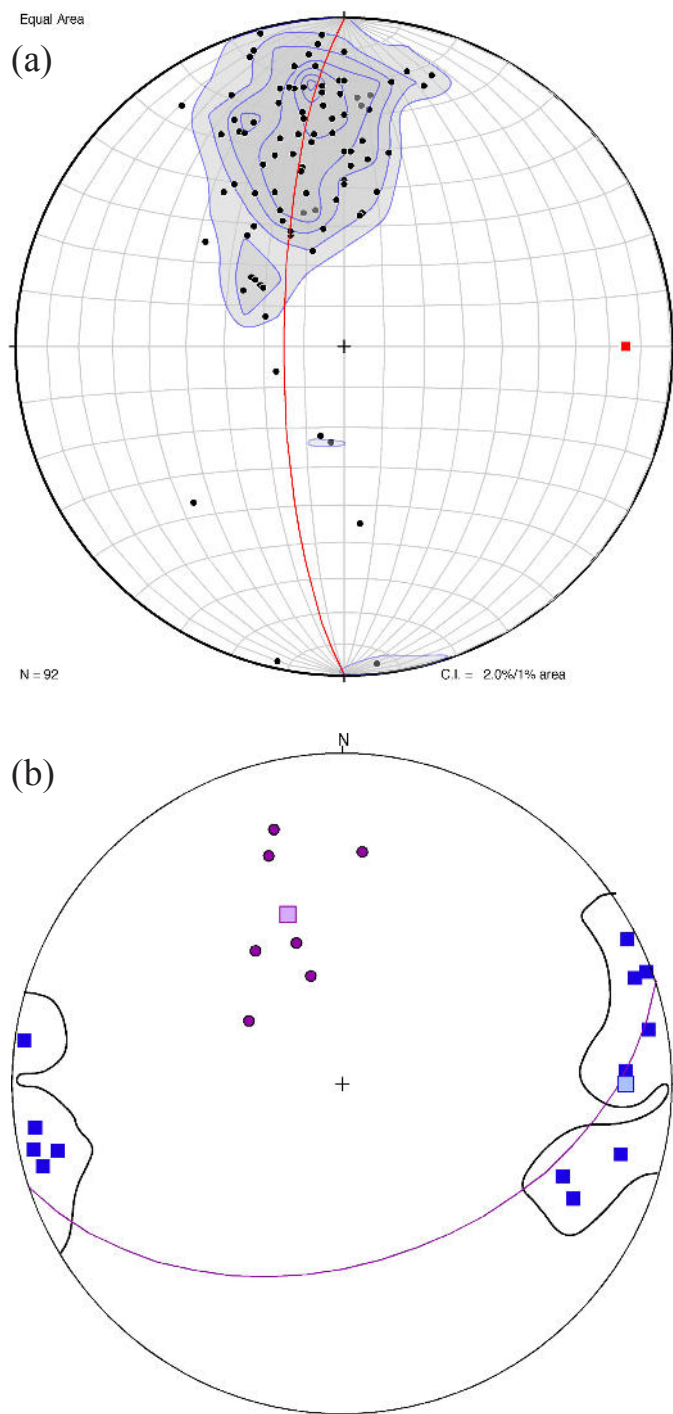 Equal Area
(a)
N = 92
C.I. = 2.0%/1% area
(b)
N